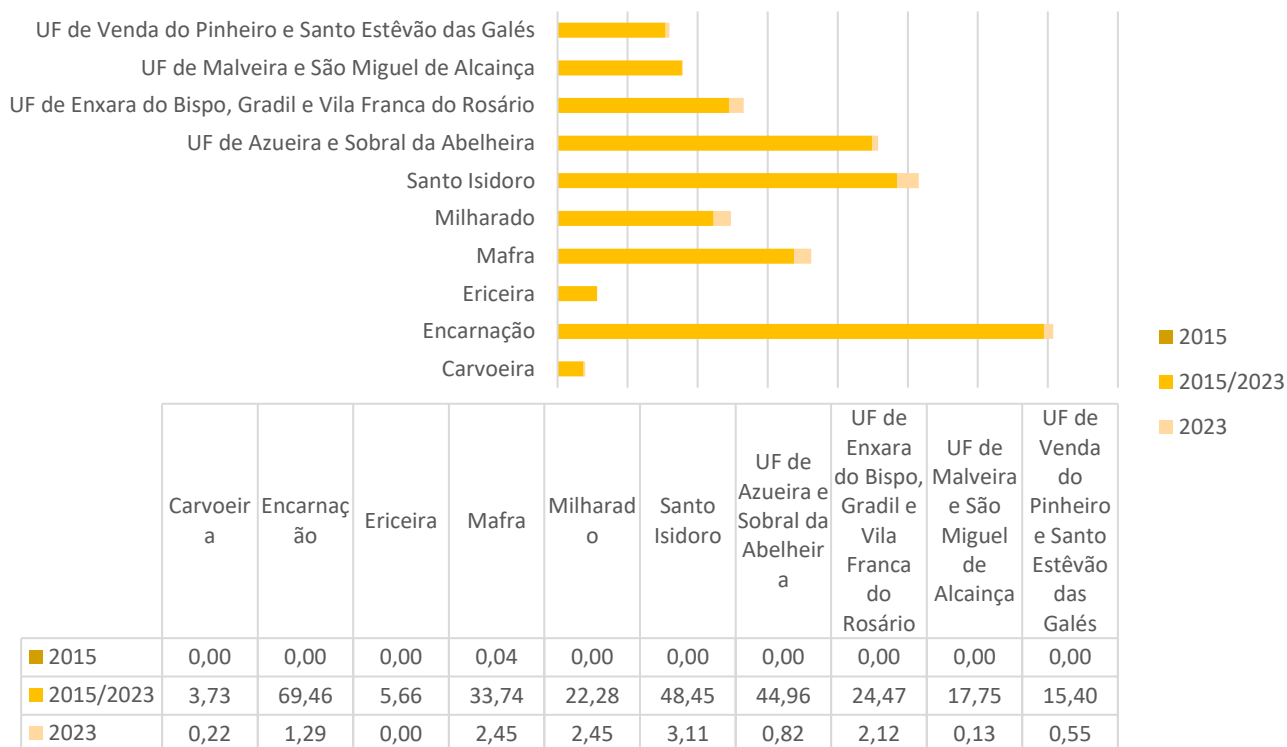 UF de Venda do Pinheiro e Santo Estêvão das Galés
UF de Malveira e São Miguel de Alcainça
UF de Enxara do Bispo, Gradil e Vila Franca do Rosário
UF de Azueira e Sobral da Abelheira
Santo Isidoro
Milharado
Mafra
Ericeira
Encarnação
Carvoeira
2015
2015/2023
2023
Carvoeir
a
Encarnaç
ão
Ericeira
Mafra
Milharad
o
Santo
Isidoro
UF de
Azueira e
Sobral da
Abelheir
a
UF de
Enxara
do Bispo,
Gradil e
Vila
Franca
do
Rosário
UF de
Malveira
e São
Miguel
de
Alcainça
UF de
Venda
do
Pinheiro
e Santo
Estêvão
das
Galés
2015 0,00 0,00 0,00 0,04 0,00 0,00 0,00 0,00 0,00 0,00
2015/2023 3,73 69,46 5,66 33,74 22,28 48,45 44,96 24,47 17,75 15,40
2023 0,22 1,29 0,00 2,45 2,45 3,11 0,82 2,12 0,13 0,55